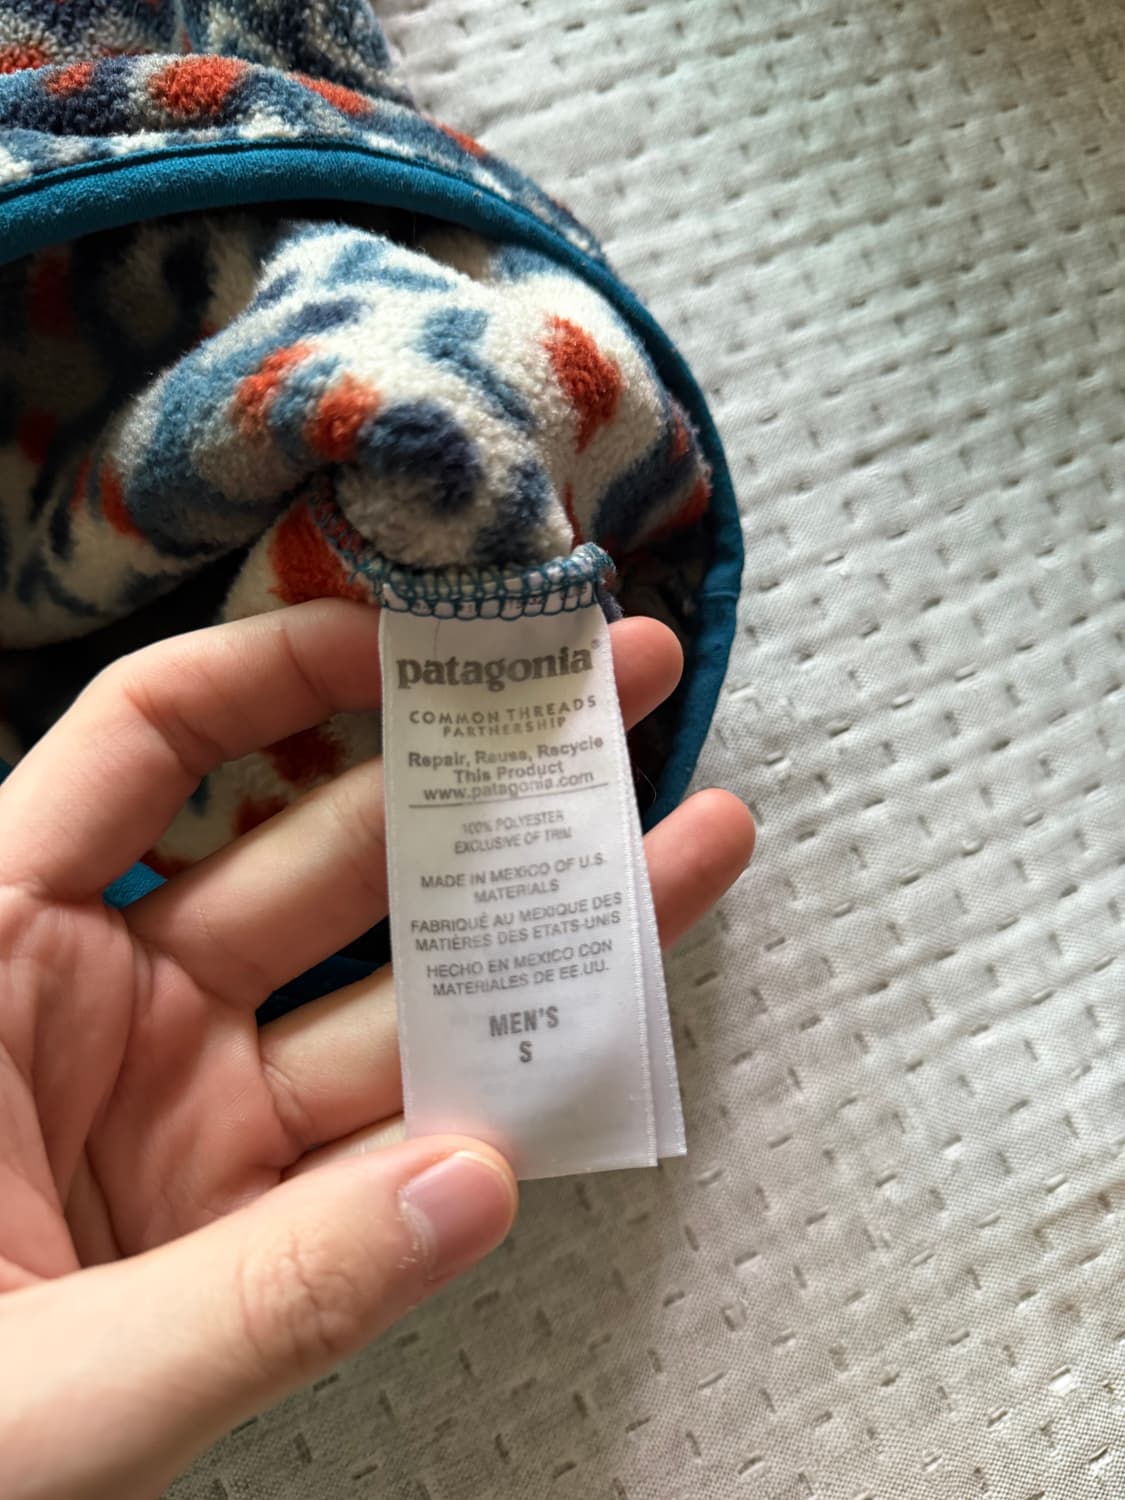 patagonia®
COMMON THREADS
PARTNERSHIP
Repair, Reuse, Recycle
This Product
www.patagonia.com
100% POLYESTER
EXCLUSIVE OF TRIM
MADE IN MEXICO OF U.S.
MATERIALS
FABRIQUÉ AU MEXIQUE DES
MATIÈRES DES ETATS-UNIS
HECHO EN MEXICO CON
MATERIALES DE EE.UU.
MEN'S
S